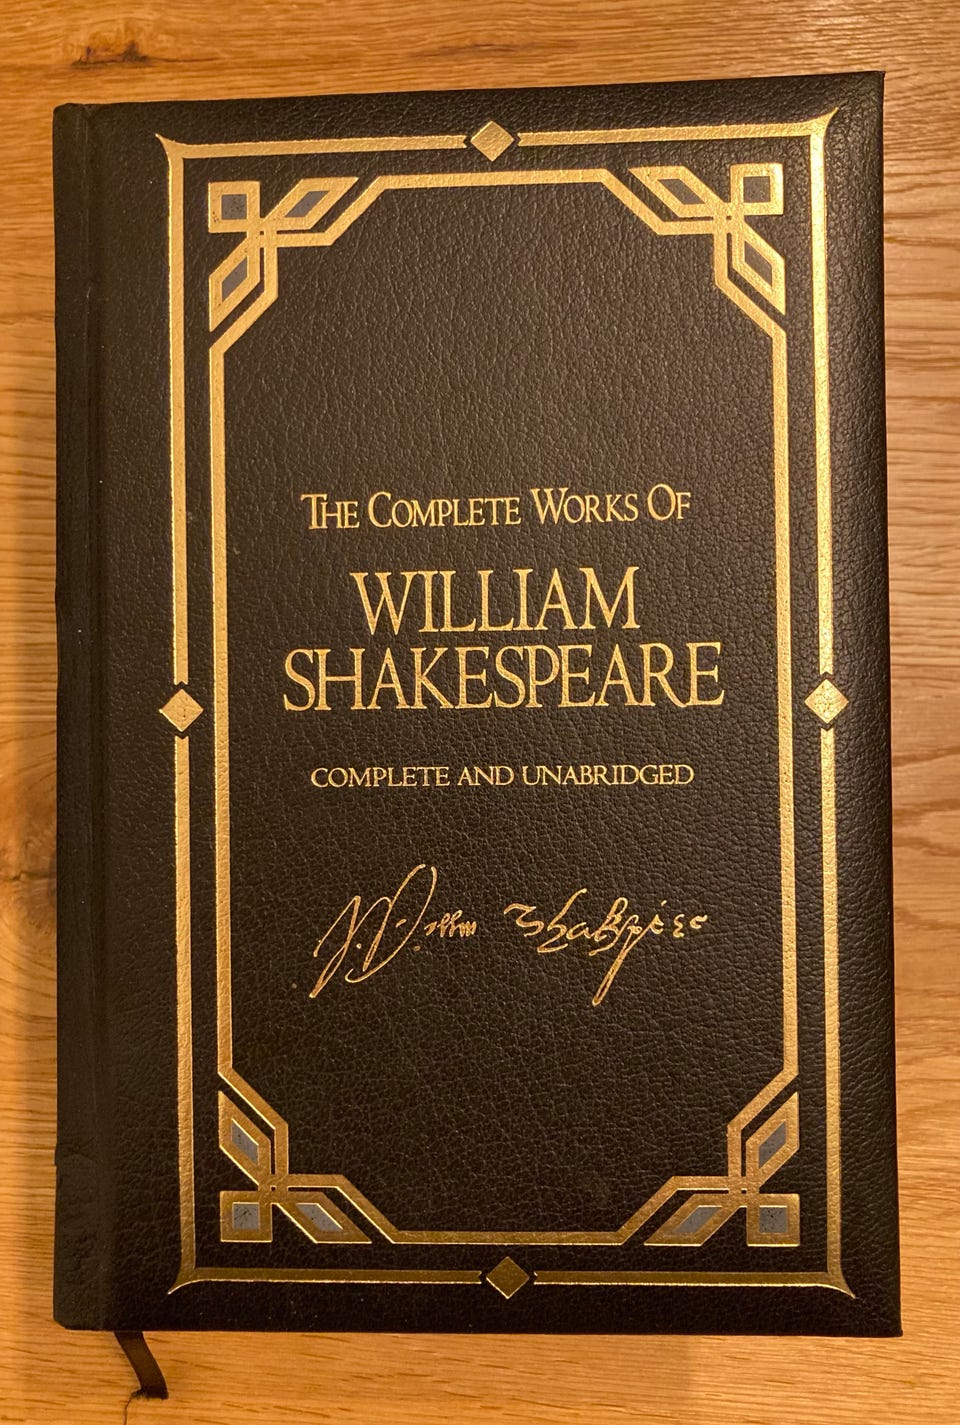 The Complete Works Of
WILLIAM
SHAKESPEARE
COMPLETE AND UNABRIDGED